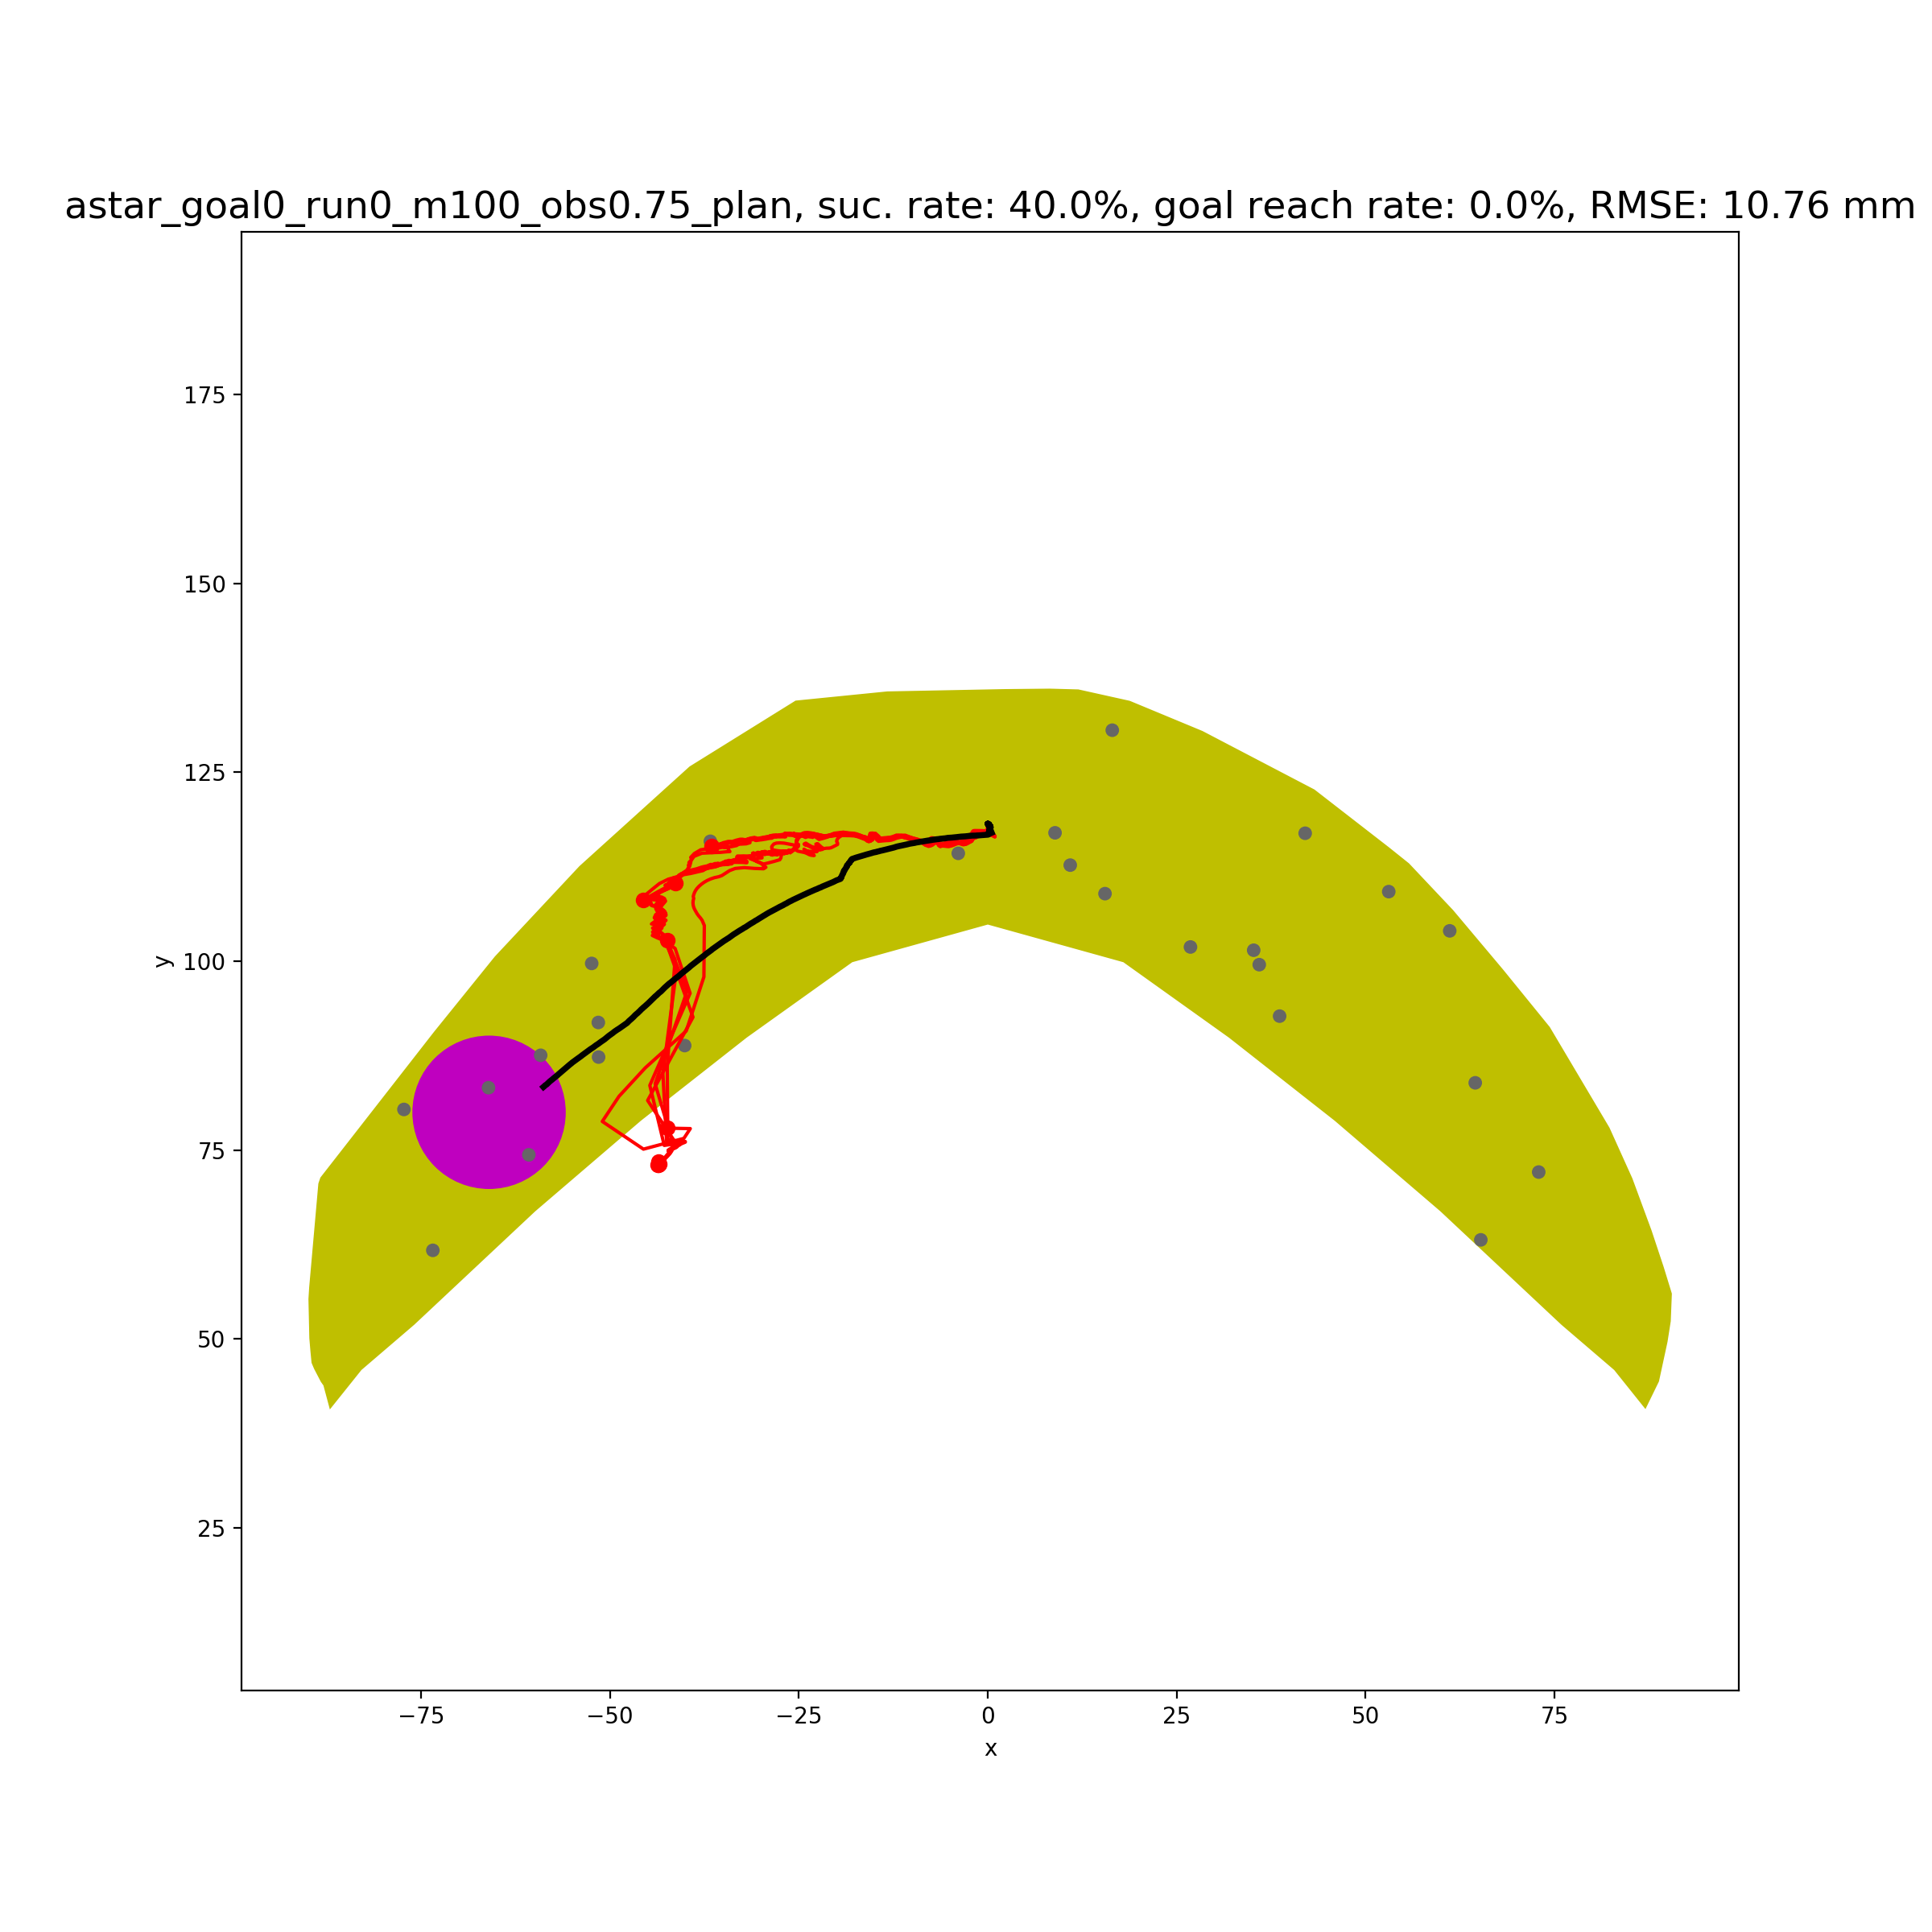 astar_goal0_run0_m100_obs0.75_plan, suc. rate: 40.0%, goal reach rate: 0.0%, RMSE: 10.76 mm
175
150
125
y
100
75
50
25
−75 −50 −25 0 25 50 75
x